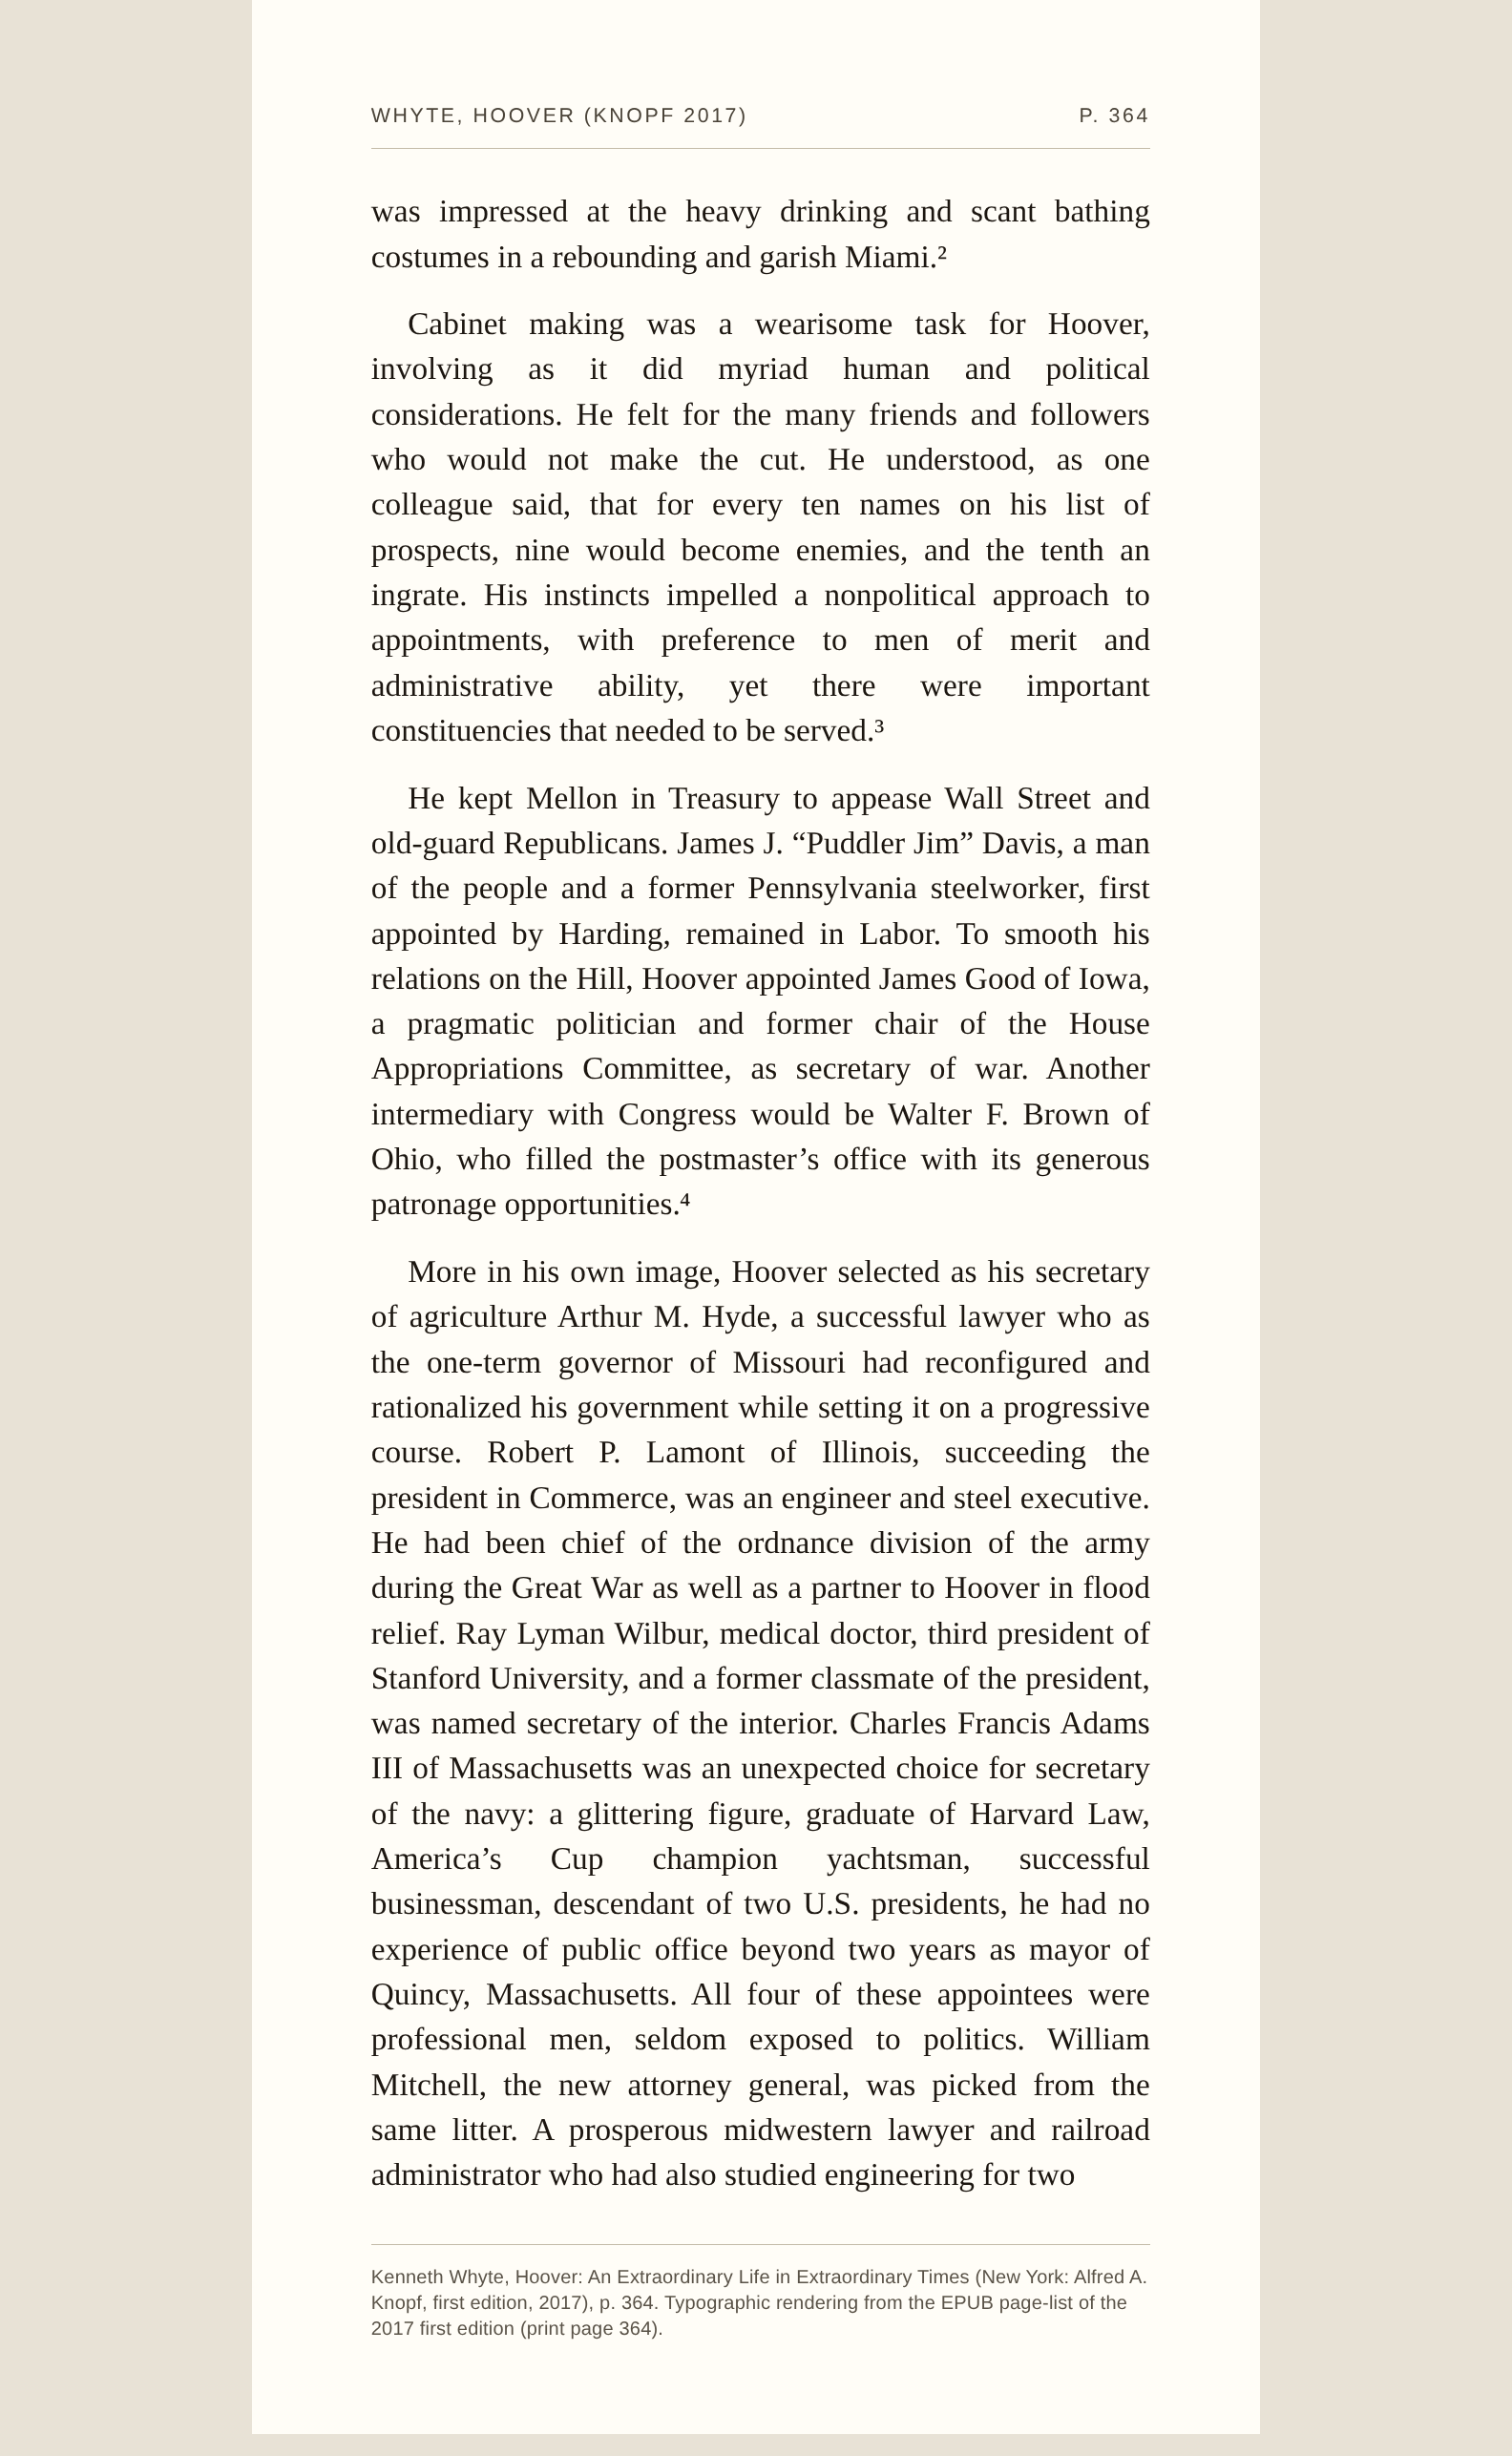 WHYTE, HOOVER (KNOPF 2017) P. 364
was impressed at the heavy drinking and scant bathing
costumes in a rebounding and garish Miami.²
Cabinet making was a wearisome task for Hoover,
involving as it did myriad human and political
considerations. He felt for the many friends and followers
who would not make the cut. He understood, as one
colleague said, that for every ten names on his list of
prospects, nine would become enemies, and the tenth an
ingrate. His instincts impelled a nonpolitical approach to
appointments, with preference to men of merit and
administrative ability, yet there were important
constituencies that needed to be served.³
He kept Mellon in Treasury to appease Wall Street and
old-guard Republicans. James J. “Puddler Jim” Davis, a man
of the people and a former Pennsylvania steelworker, first
appointed by Harding, remained in Labor. To smooth his
relations on the Hill, Hoover appointed James Good of Iowa,
a pragmatic politician and former chair of the House
Appropriations Committee, as secretary of war. Another
intermediary with Congress would be Walter F. Brown of
Ohio, who filled the postmaster’s office with its generous
patronage opportunities.⁴
More in his own image, Hoover selected as his secretary
of agriculture Arthur M. Hyde, a successful lawyer who as
the one-term governor of Missouri had reconfigured and
rationalized his government while setting it on a progressive
course. Robert P. Lamont of Illinois, succeeding the
president in Commerce, was an engineer and steel executive.
He had been chief of the ordnance division of the army
during the Great War as well as a partner to Hoover in flood
relief. Ray Lyman Wilbur, medical doctor, third president of
Stanford University, and a former classmate of the president,
was named secretary of the interior. Charles Francis Adams
III of Massachusetts was an unexpected choice for secretary
of the navy: a glittering figure, graduate of Harvard Law,
America’s Cup champion yachtsman, successful
businessman, descendant of two U.S. presidents, he had no
experience of public office beyond two years as mayor of
Quincy, Massachusetts. All four of these appointees were
professional men, seldom exposed to politics. William
Mitchell, the new attorney general, was picked from the
same litter. A prosperous midwestern lawyer and railroad
administrator who had also studied engineering for two
Kenneth Whyte, Hoover: An Extraordinary Life in Extraordinary Times (New York: Alfred A.
Knopf, first edition, 2017), p. 364. Typographic rendering from the EPUB page-list of the
2017 first edition (print page 364).